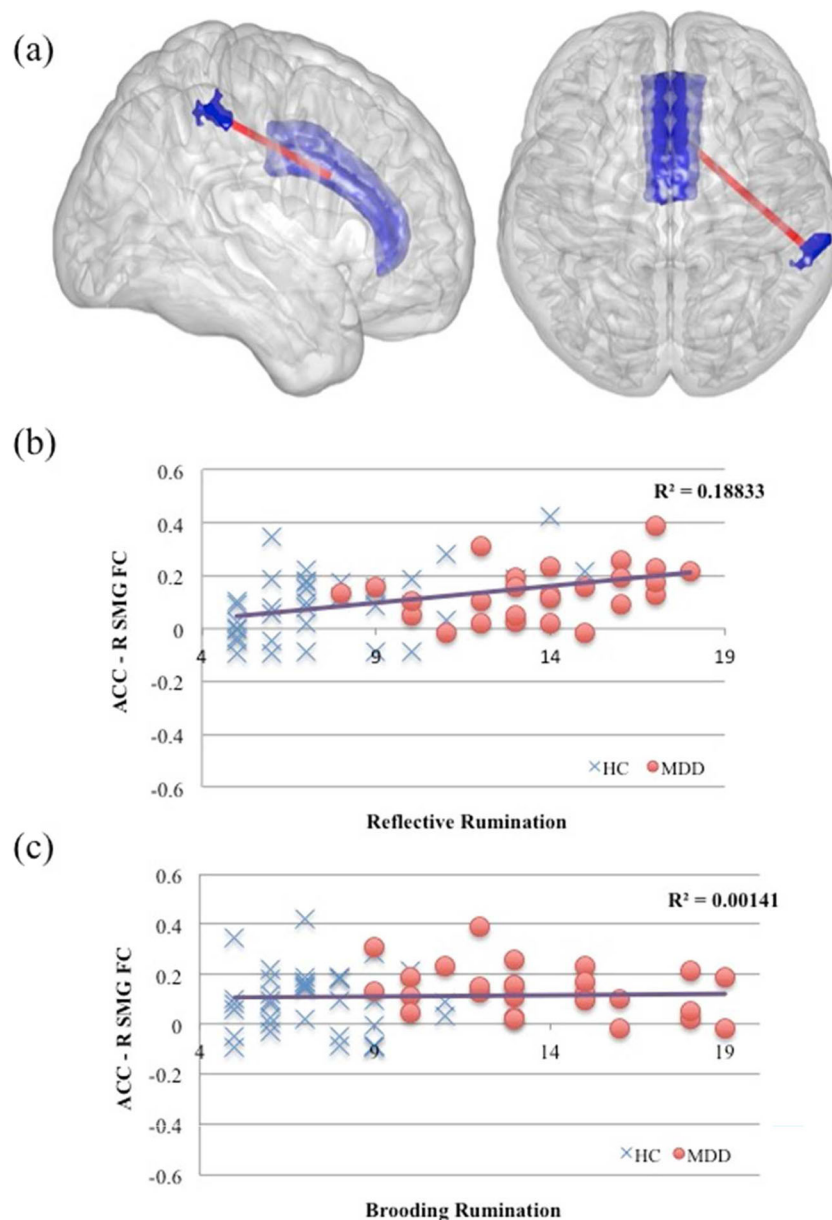 (a)
(b)
ACC - R SMG FC
0.6
0.4
0.2
0
-0.2
-0.4
-0.6
4
9
14
19
R² = 0.18833
HC MDD
Reflective Rumination
(c)
ACC - R SMG FC
0.6
0.4
0.2
0
-0.2
-0.4
-0.6
4
9
14
19
R² = 0.00141
HC MDD
Brooding Rumination